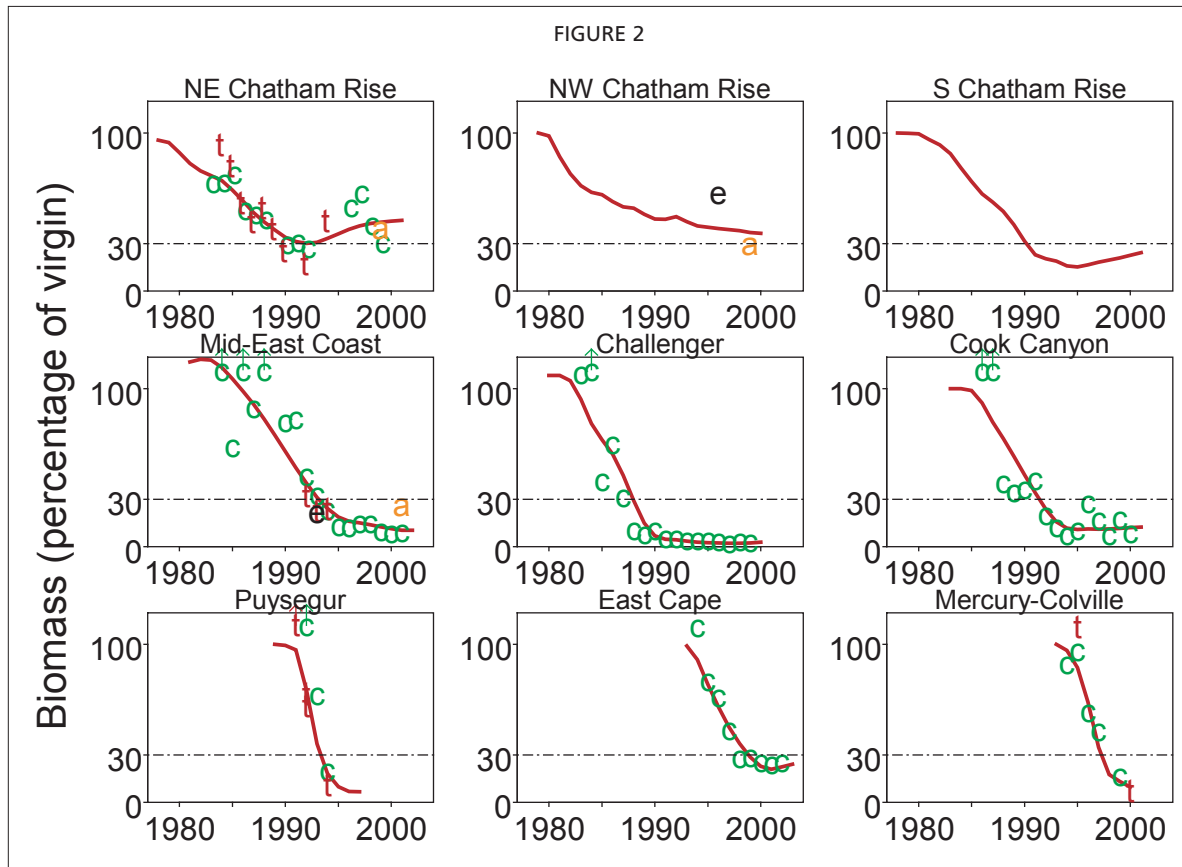 FIGURE 2
Biomass (percentage of virgin)
NE Chatham Rise
100
30
0
1980 1990 2000
t t t t t t t t t t t
c c c c c c c c c c c c c
a
NW Chatham Rise
100
30
0
1980 1990 2000
e
a
S Chatham Rise
100
30
0
1980 1990 2000
Mid-East Coast
100
30
0
1980 1990 2000
c c c c c c c c c c c c c c c c c
t t t
e
a
Challenger
100
30
0
1980 1990 2000
c c c c c c c c c c c c c c c c c
Cook Canyon
100
30
0
1980 1990 2000
c c c c c c c c c c c c c c c
Puysegur
100
30
0
1980 1990 2000
t t t t
c c c
East Cape
100
30
0
1980 1990 2000
c c c c c c c c c
Mercury-Colville
100
30
0
1980 1990 2000
t t
c c c c c